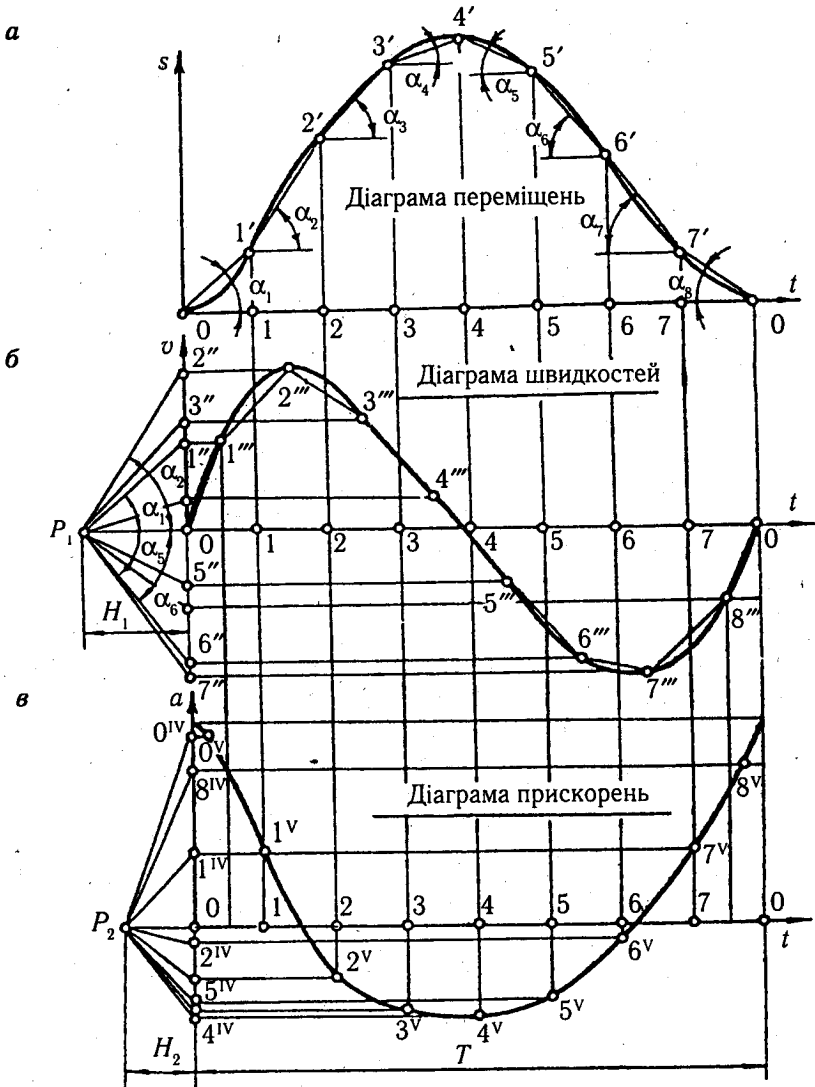 а
s
4′
3′
5′
α₄
α₅
2′
α₃
α₆
6′
Діаграма переміщень
1′
α₂
α₇
7′
α₁
α₈
t
0 1 2 3 4 5 6 7 0
б
v
2″
Діаграма швидкостей
3″
2‴
3‴
1″
1‴
α₂
4‴
α₁
P₁
t
0 1 2 3 4 5 6 7 0
α₅
5″
5‴
H₁
α₆
8‴
6″
6‴
7″
7‴
в
a
0ᴵⱽ
0ⱽ
8ᴵⱽ
8ⱽ
Діаграма прискорень
1ⱽ
1ᴵⱽ
7ⱽ
P₂
0 1 2 3 4 5 6 7 0
t
2ᴵⱽ
6ⱽ
2ⱽ
5ᴵⱽ
5ⱽ
4ᴵⱽ
3ⱽ
4ⱽ
H₂
T